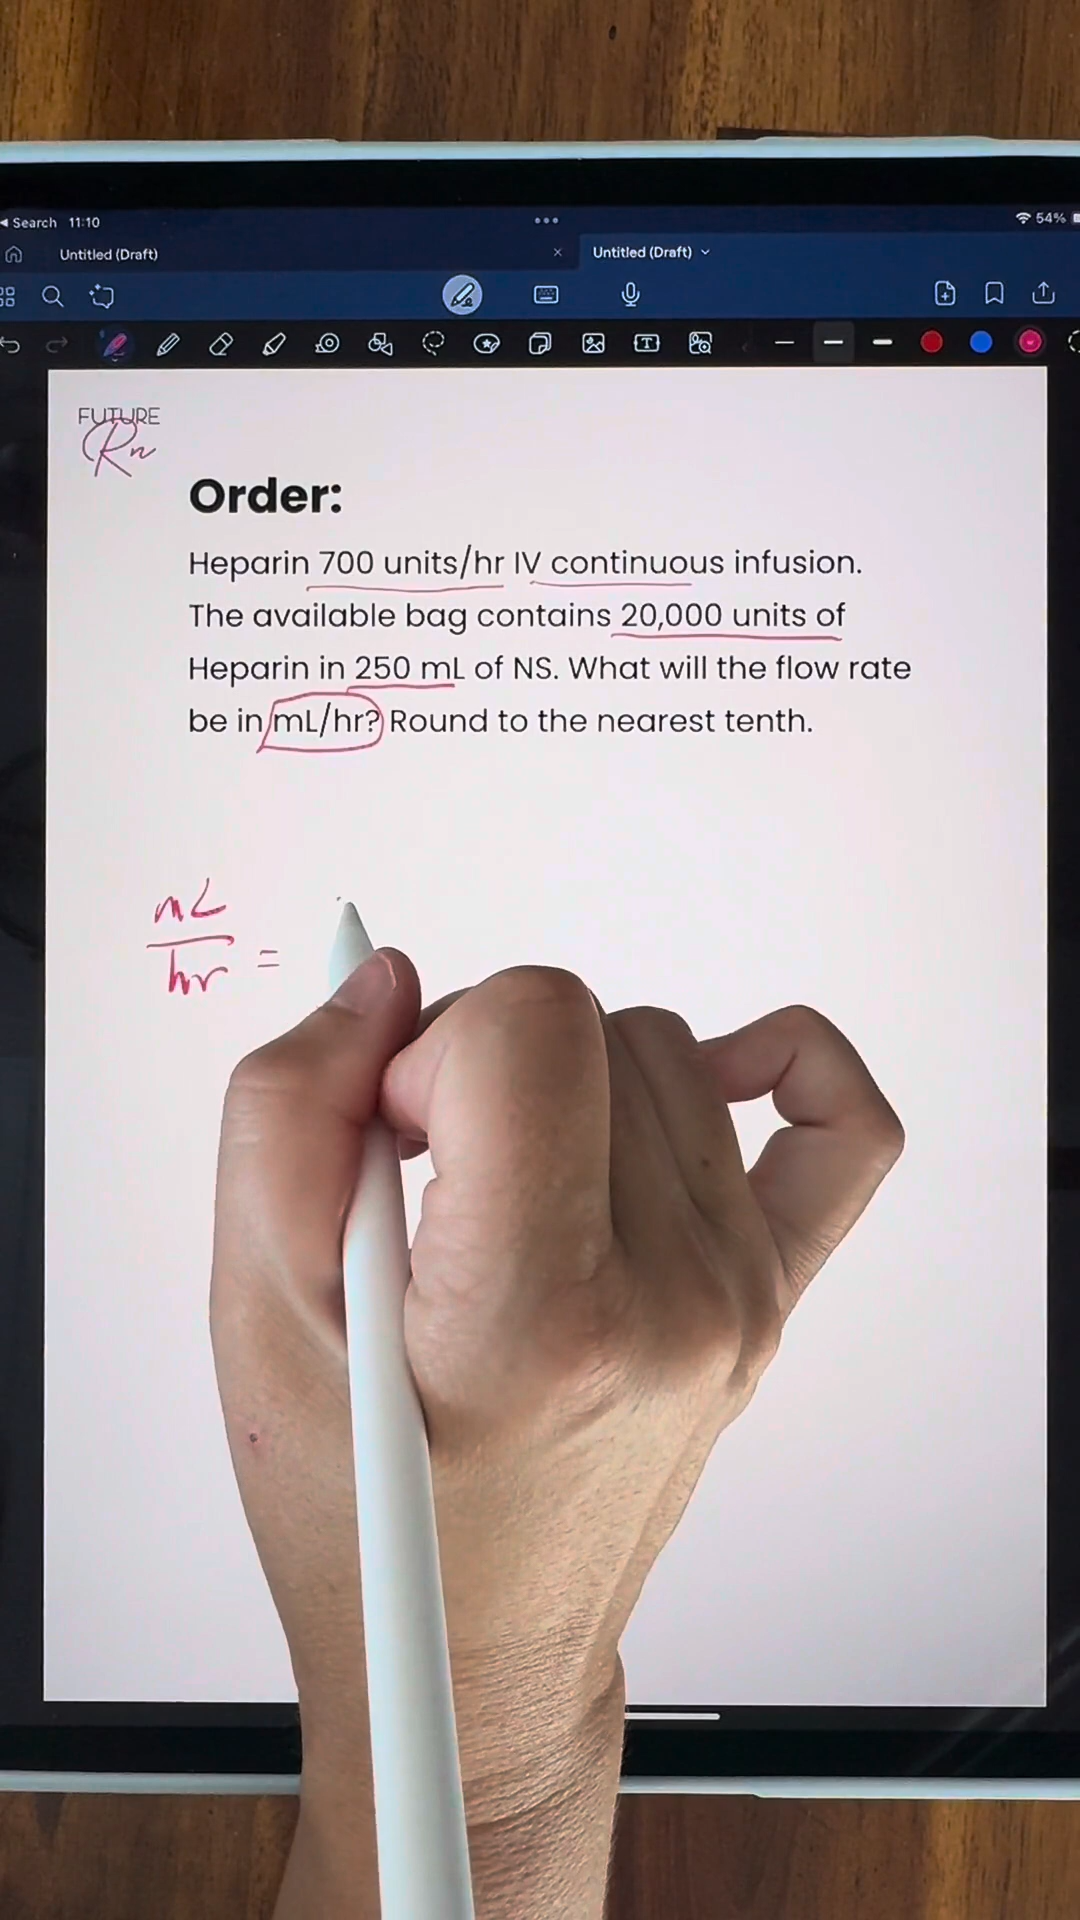 Search 11:10
54%
Untitled (Draft)
Untitled (Draft)
T
FUTURE
Rn
Order:
Heparin 700 units/hr IV continuous infusion.
The available bag contains 20,000 units of
Heparin in 250 mL of NS. What will the flow rate
be in mL/hr? Round to the nearest tenth.
mL
hr =